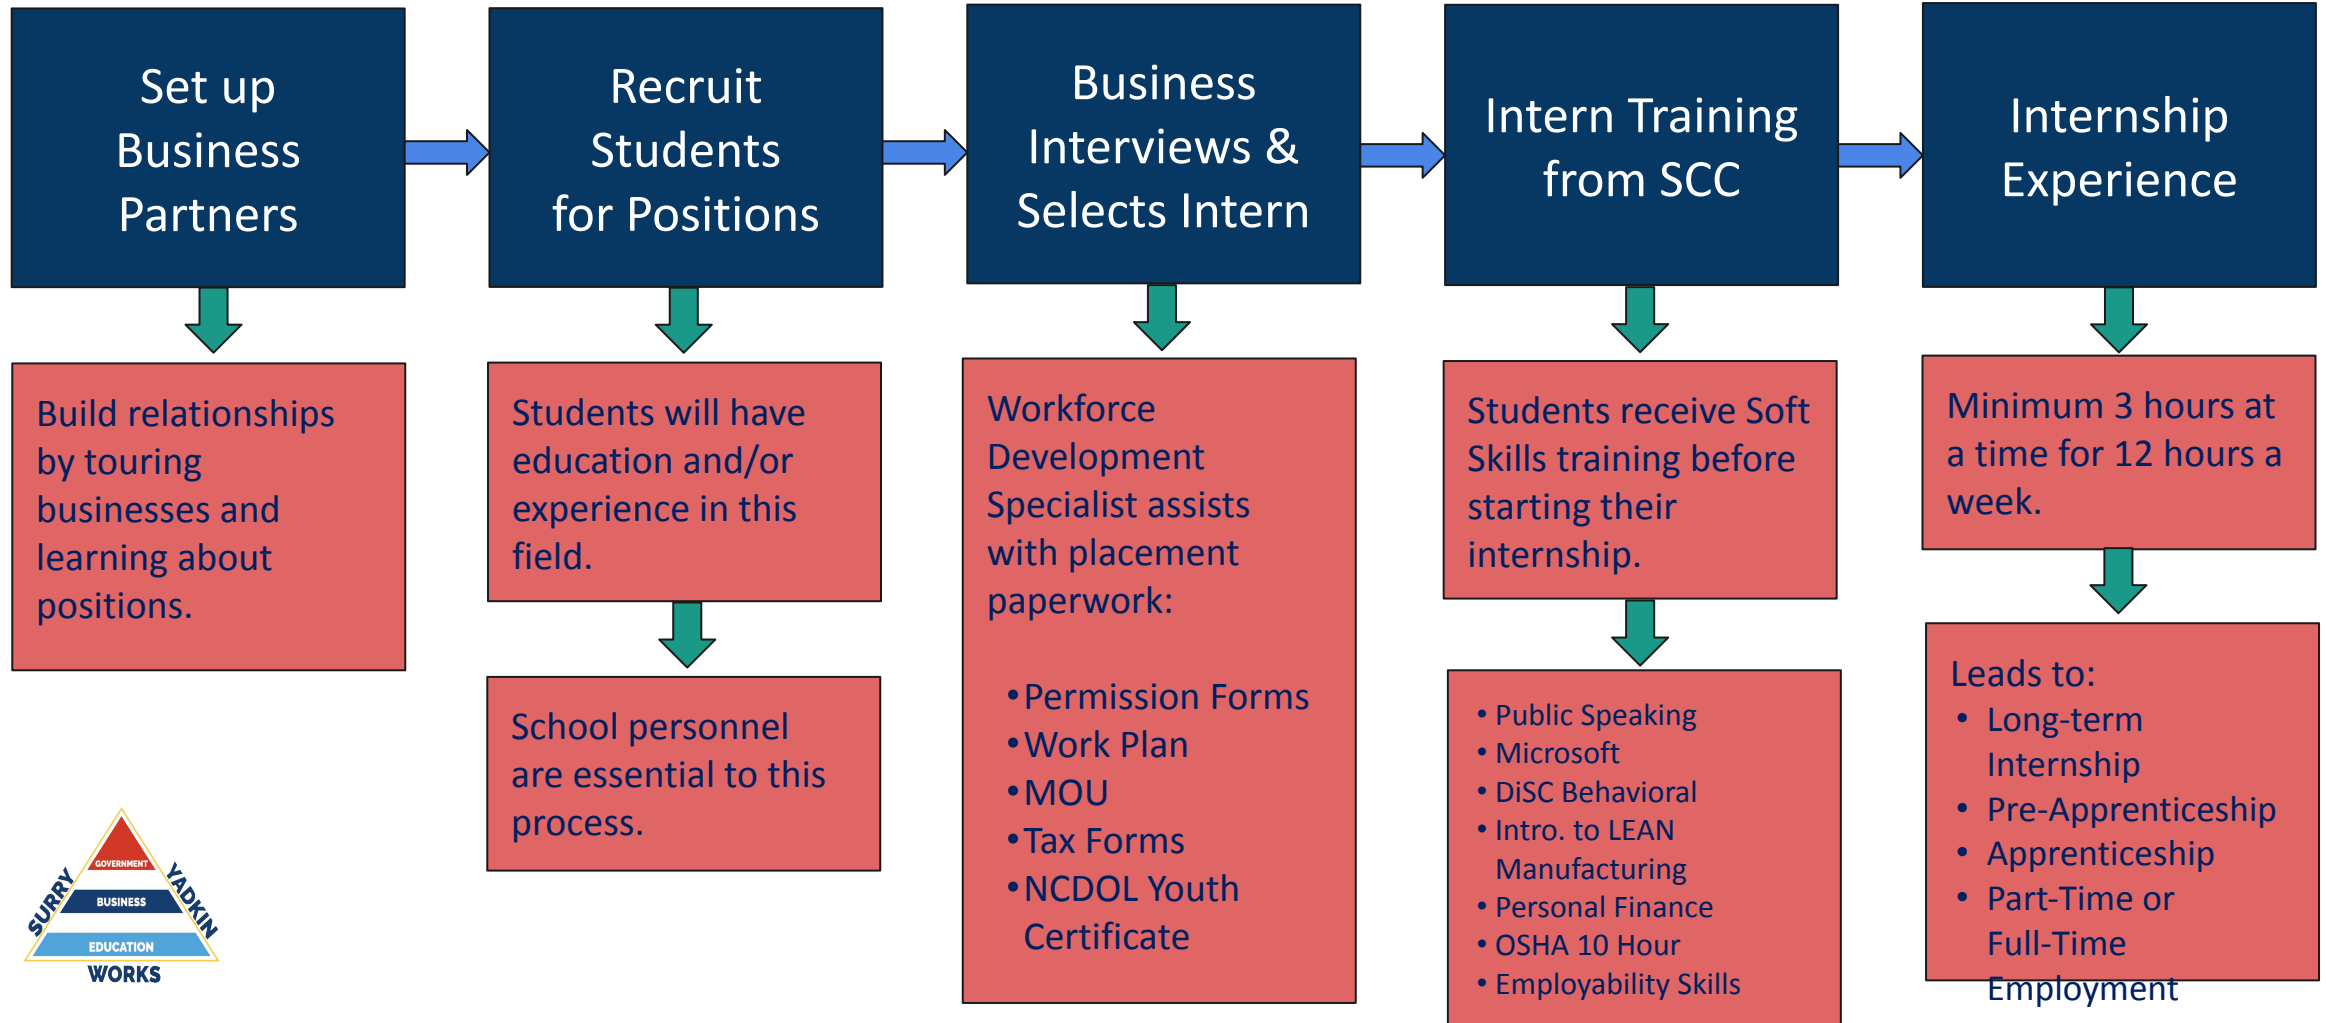 Set up
Business
Partners
Recruit
Students
for Positions
Business
Interviews &
Selects Intern
Intern Training
from SCC
Internship
Experience
Build relationships
by touring
businesses and
learning about
positions.
Students will have
education and/or
experience in this
field.
School personnel
are essential to this
process.
Workforce
Development
Specialist assists
with placement
paperwork:
•Permission Forms
•Work Plan
•MOU
•Tax Forms
•NCDOL Youth
Certificate
Students receive Soft
Skills training before
starting their
internship.
• Public Speaking
• Microsoft
• DiSC Behavioral
• Intro. to LEAN
Manufacturing
• Personal Finance
• OSHA 10 Hour
• Employability Skills
Minimum 3 hours at
a time for 12 hours a
week.
Leads to:
• Long-term
Internship
• Pre-Apprenticeship
• Apprenticeship
• Part-Time or
Full-Time
Employment
SURRY
YADKIN
GOVERNMENT
BUSINESS
EDUCATION
WORKS